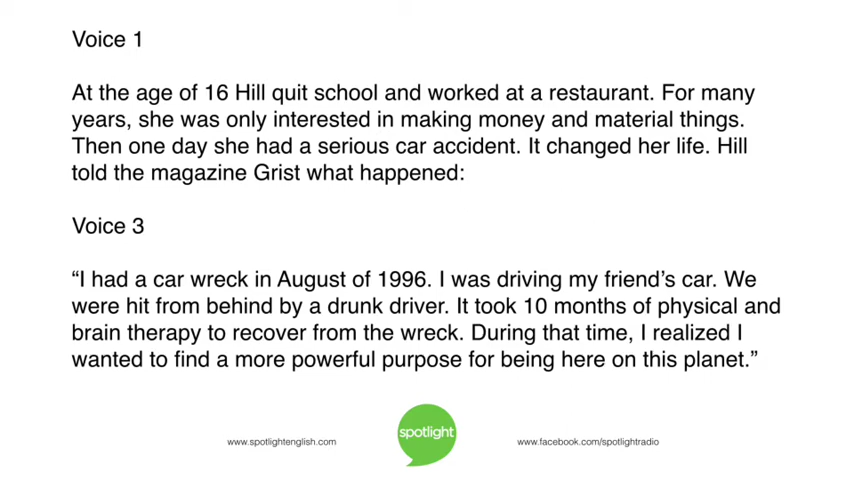 Voice 1
At the age of 16 Hill quit school and worked at a restaurant. For many
years, she was only interested in making money and material things.
Then one day she had a serious car accident. It changed her life. Hill
told the magazine Grist what happened:
Voice 3
“I had a car wreck in August of 1996. I was driving my friend’s car. We
were hit from behind by a drunk driver. It took 10 months of physical and
brain therapy to recover from the wreck. During that time, I realized I
wanted to find a more powerful purpose for being here on this planet.”
www.spotlightenglish.com
spotlight
www.facebook.com/spotlightradio